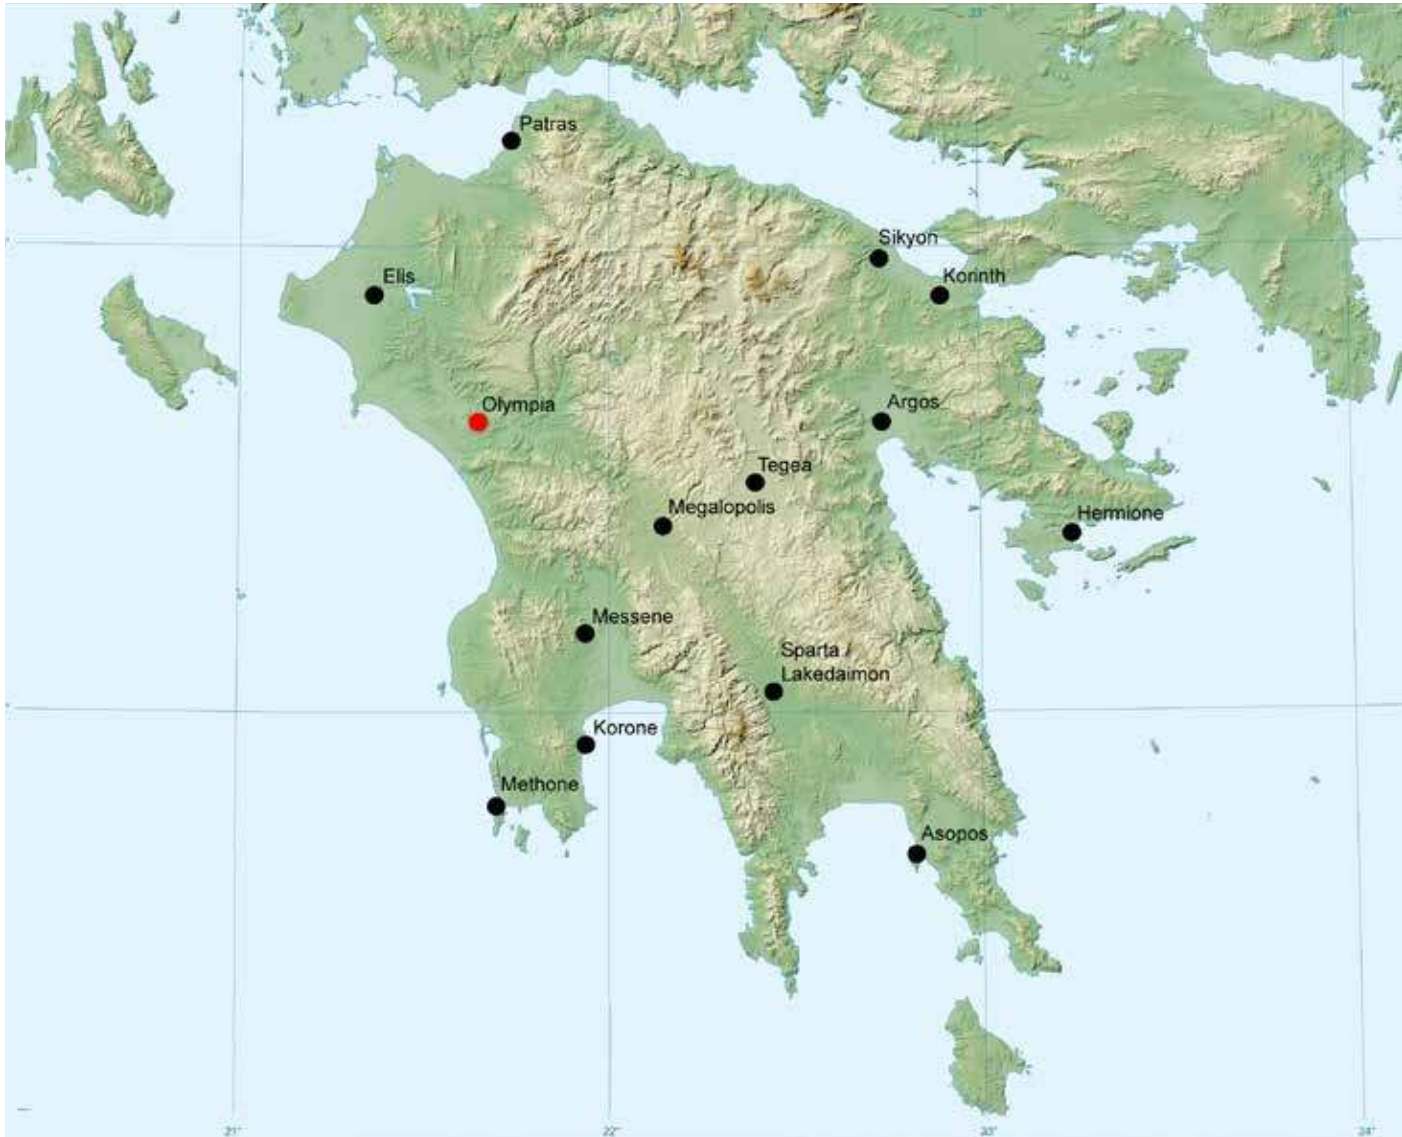 Patras
Sikyon
Elis
Korinth
Olympia
Argos
Tegea
Megalopolis
Hermione
Messene
Sparta /
Lakedaimon
Korone
Methone
Asopos
21°
22°
23°
24°